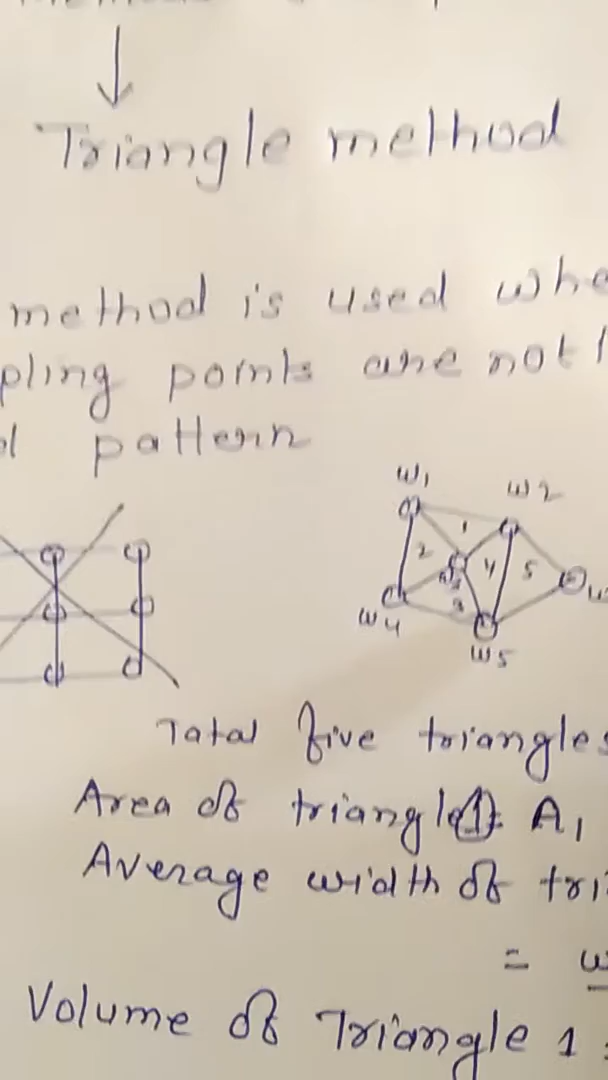 Triangle method
method is used whe
pling points are not
pattern
W1
W2
1
2
4
5
3
W4
W5
Tatal five triangles
Area of triangle 1 = A1
Average width of tri
= w
Volume of Triangle 1 =